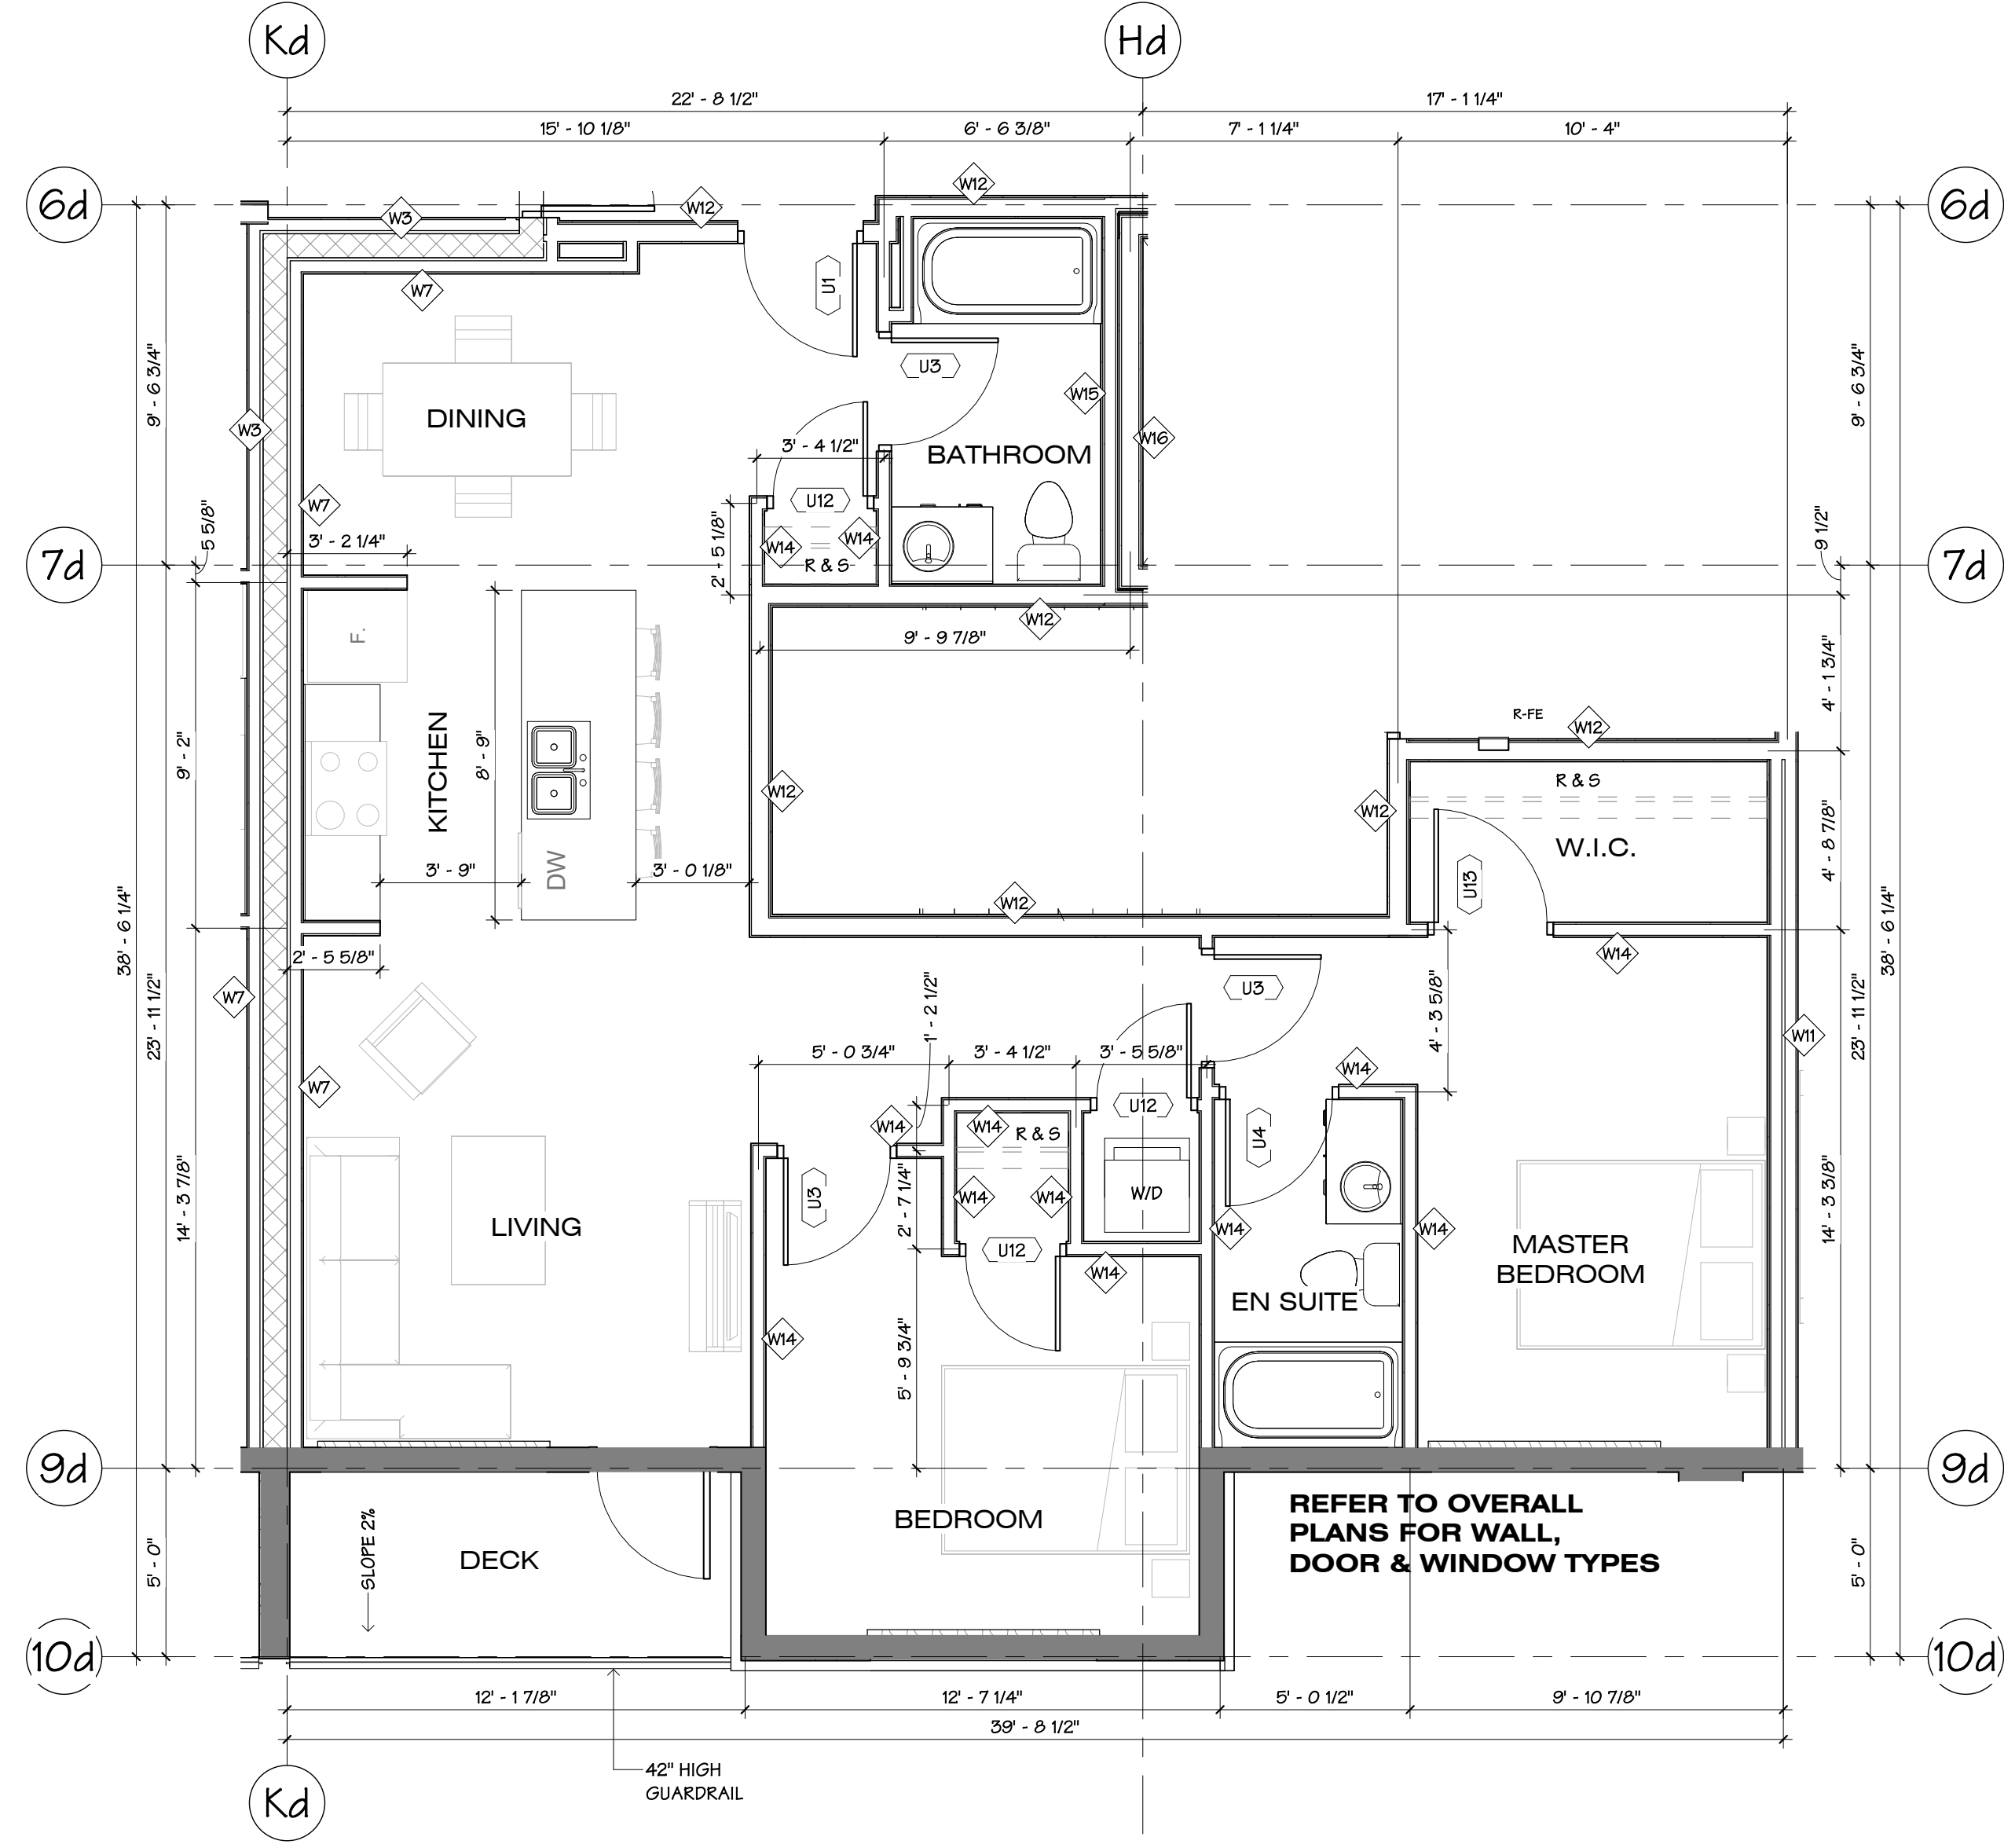 Kd
Hd
22' - 8 1/2"
17' - 1 1/4"
15' - 10 1/8"
6' - 6 3/8"
7' - 1 1/4"
10' - 4"
6d
W3
W12
W12
6d
W7
U1
U3
9' - 6 3/4"
W3
DINING
W15
W16
9' - 6 3/4"
3' - 4 1/2"
BATHROOM
W7
U12
5 5/8"
3' - 2 1/4"
2' - 5 1/8"
W14
W14
R & S
9 1/2"
7d
7d
F.
W12
9' - 9 7/8"
4' - 1 3/4"
R-FE
W12
9' - 2"
KITCHEN
8' - 9"
W12
W12
R & S
W.I.C.
U13
4' - 8 7/8"
3' - 9"
DW
3' - 0 1/8"
W12
38' - 6 1/4"
38' - 6 1/4"
2' - 5 5/8"
W14
W7
U3
23' - 11 1/2"
1' - 2 1/2"
4' - 3 5/8"
W11
23' - 11 1/2"
5' - 0 3/4"
3' - 4 1/2"
3' - 5 5/8"
W7
W14
W14
W14
R & S
U12
U4
14' - 3 7/8"
U3
2' - 7 1/4"
W14
W14
W/D
14' - 3 3/8"
LIVING
U12
W14
W14
W14
MASTER
BEDROOM
EN SUITE
W14
5' - 9 3/4"
9d
9d
BEDROOM
REFER TO OVERALL
PLANS FOR WALL,
DOOR & WINDOW TYPES
SLOPE 2%
DECK
5' - 0"
5' - 0"
10d
10d
12' - 1 7/8"
12' - 7 1/4"
5' - 0 1/2"
9' - 10 7/8"
39' - 8 1/2"
42" HIGH
GUARDRAIL
Kd